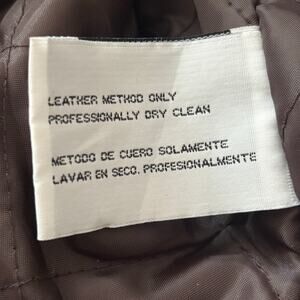 LEATHER METHOD ONLY
PROFESSIONALLY DRY CLEAN
METODO DE CUERO SOLAMENTE
LAVAR EN SECO. PROFESIONALMENTE